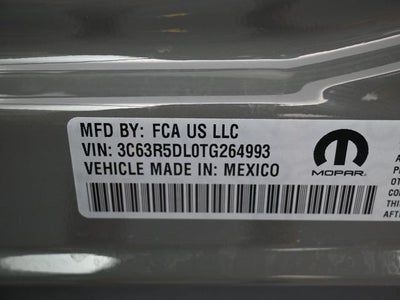 MFD BY: FCA US LLC
VIN: 3C63R5DL0TG264993
VEHICLE MADE IN: MEXICO
MOPAR